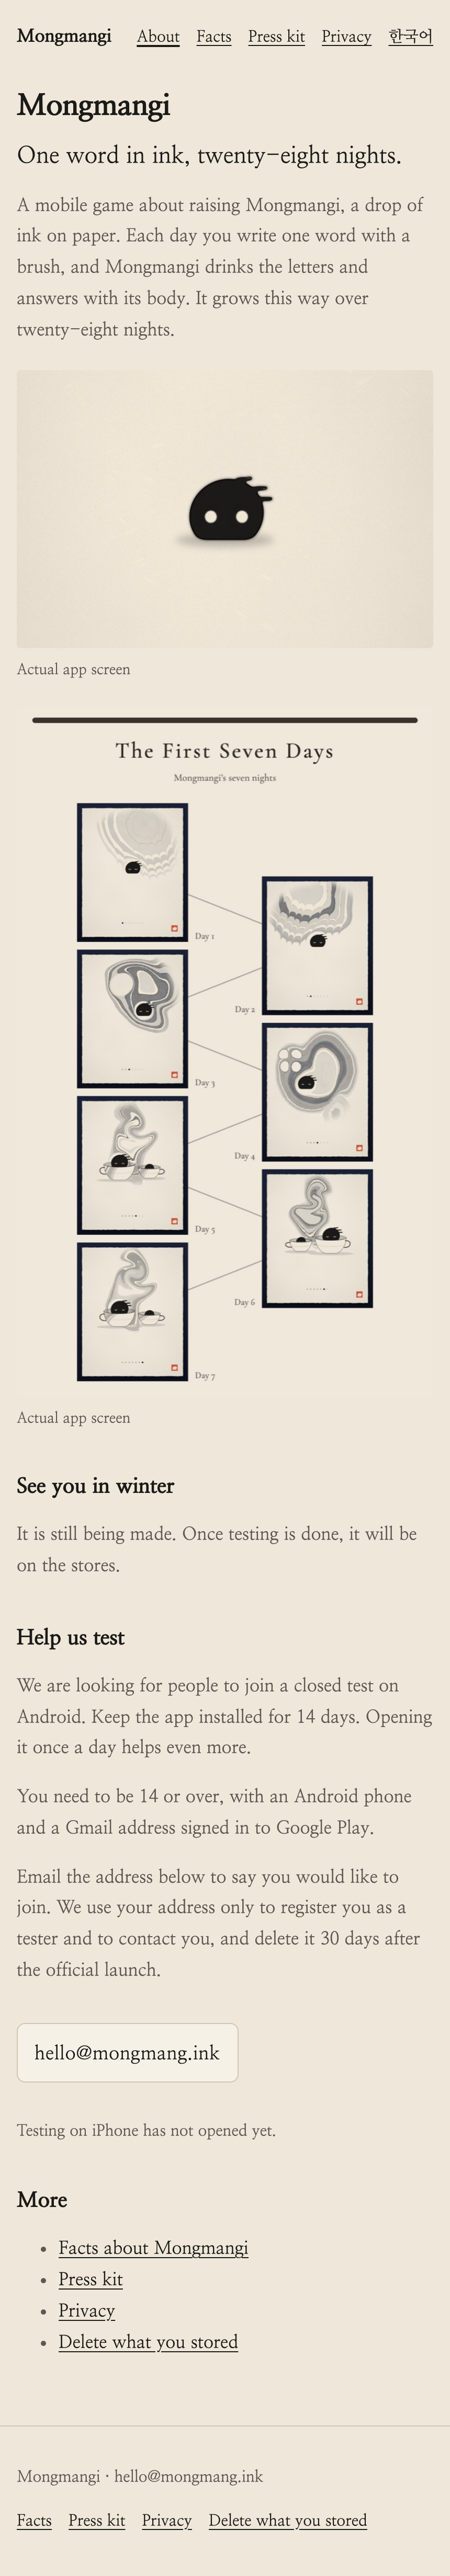 Mongmangi About Facts Press kit Privacy 한국어
Mongmangi
One word in ink, twenty-eight nights.
A mobile game about raising Mongmangi, a drop of
ink on paper. Each day you write one word with a
brush, and Mongmangi drinks the letters and
answers with its body. It grows this way over
twenty-eight nights.
Actual app screen
The First Seven Days
Mongmangi's seven nights
Day 1
Day 2
Day 3
Day 4
Day 5
Day 6
Day 7
Actual app screen
See you in winter
It is still being made. Once testing is done, it will be
on the stores.
Help us test
We are looking for people to join a closed test on
Android. Keep the app installed for 14 days. Opening
it once a day helps even more.
You need to be 14 or over, with an Android phone
and a Gmail address signed in to Google Play.
Email the address below to say you would like to
join. We use your address only to register you as a
tester and to contact you, and delete it 30 days after
the official launch.
hello@mongmang.ink
Testing on iPhone has not opened yet.
More
Facts about Mongmangi
Press kit
Privacy
Delete what you stored
Mongmangi · hello@mongmang.ink
Facts Press kit Privacy Delete what you stored